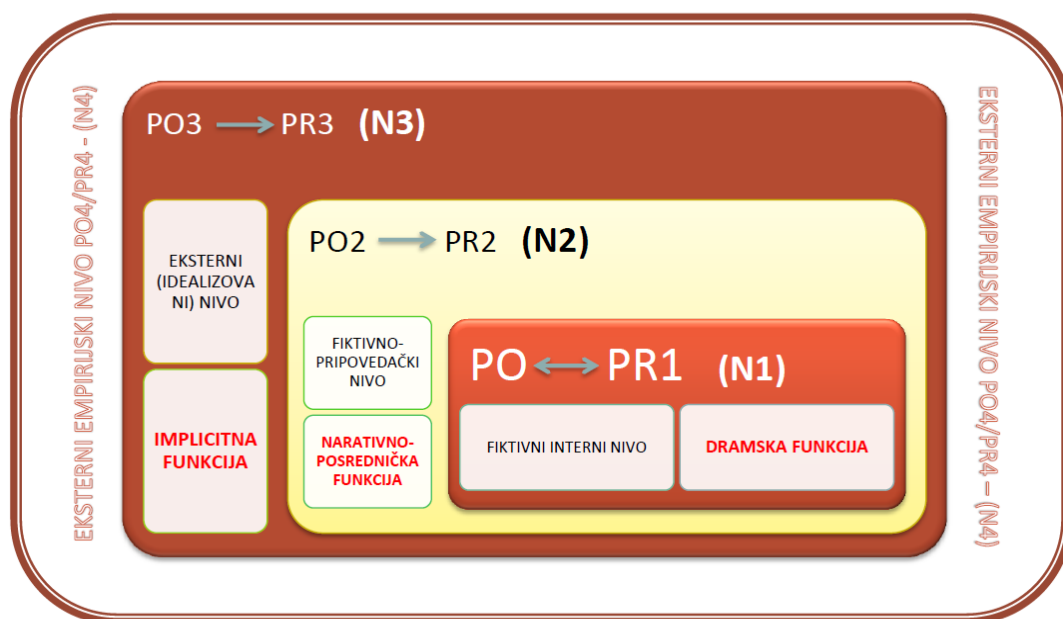 EKSTERNI EMPIRIJSKI NIVO PO4/PR4 - (N4)
PO3 → PR3 (N3)
EKSTERNI
(IDEALIZOVA
NI) NIVO
IMPLICITNA
FUNKCIJA
PO2 → PR2 (N2)
FIKTIVNO-
PRIPOVEDAČKI
NIVO
NARATIVNO-
POSREDNIČKA
FUNKCIJA
PO ↔ PR1 (N1)
FIKTIVNI INTERNI NIVO
DRAMSKA FUNKCIJA
EKSTERNI EMPIRIJSKI NIVO PO4/PR4 – (N4)